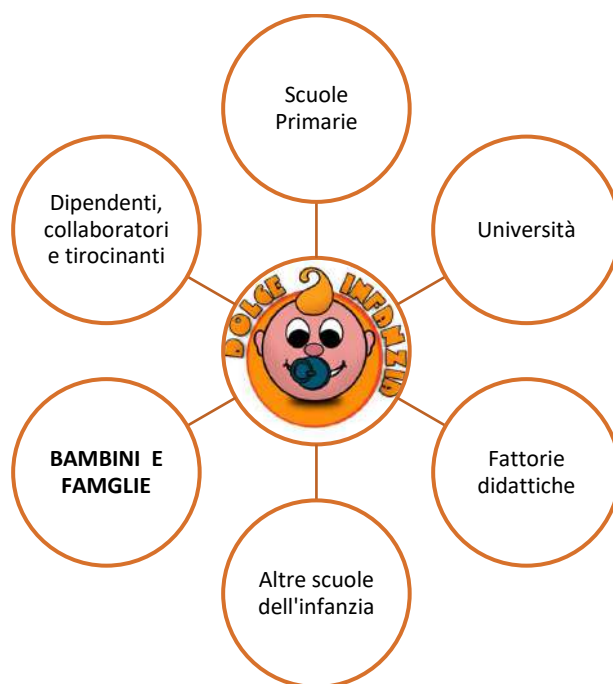 Scuole
Primarie
Dipendenti,
collaboratori
e tirocinanti
Università
DOLCE INFANZIA
BAMBINI E
FAMGLIE
Fattorie
didattiche
Altre scuole
dell'infanzia